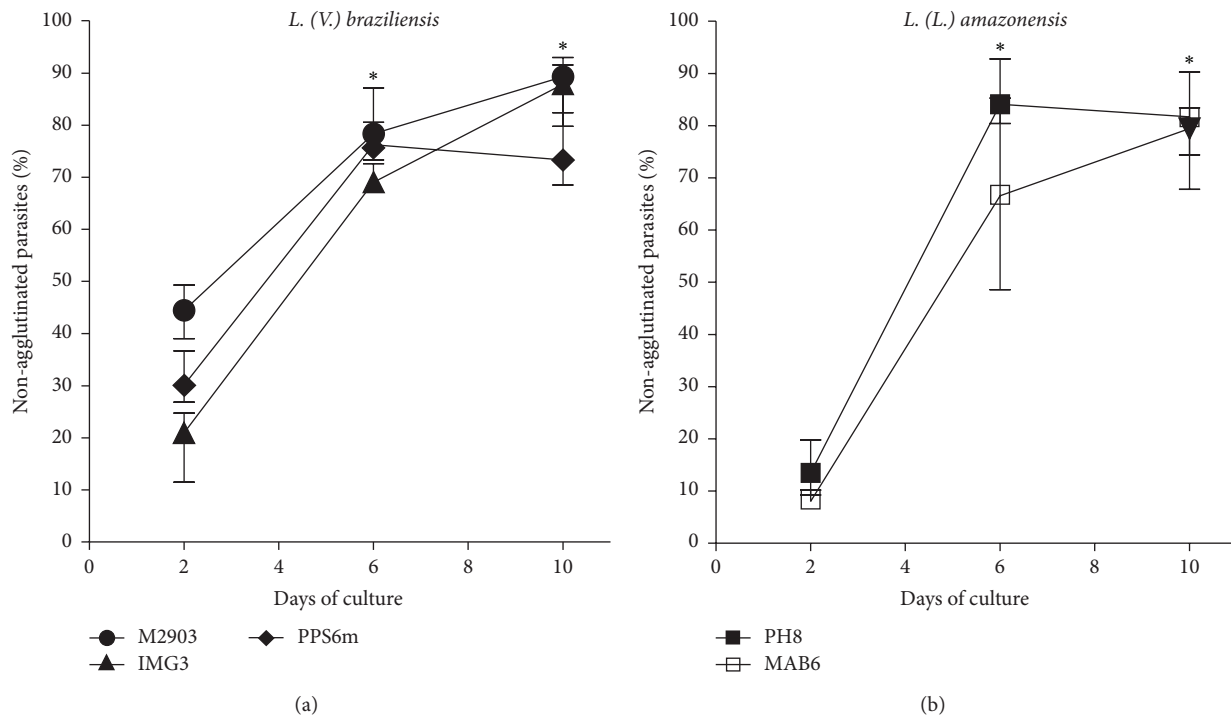 L. (V.) braziliensis
100
90
80
70
60
50
40
30
20
10
0
Non-agglutinated parasites (%)
*
*
0
2
4
6
8
10
Days of culture
M2903
PPS6m
IMG3
(a)
L. (L.) amazonensis
100
90
80
70
60
50
40
30
20
10
0
Non-agglutinated parasites (%)
*
*
0
2
4
6
8
10
Days of culture
PH8
MAB6
(b)